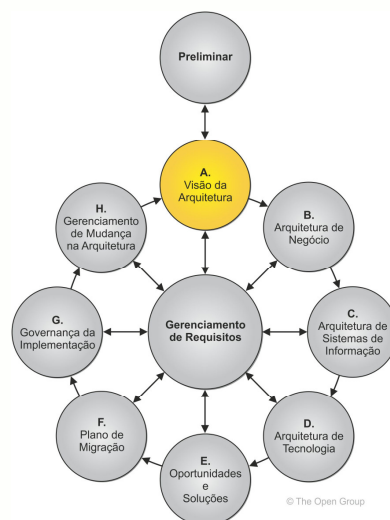 Preliminar
A.
Visão da
Arquitetura
H.
Gerenciamento
de Mudança
na Arquitetura
B.
Arquitetura de
Negócio
G.
Governança da
Implementação
Gerenciamento
de Requisitos
C.
Arquitetura de
Sistemas de
Informação
F.
Plano de
Migração
D.
Arquitetura de
Tecnologia
E.
Oportunidades
e
Soluções
© The Open Group